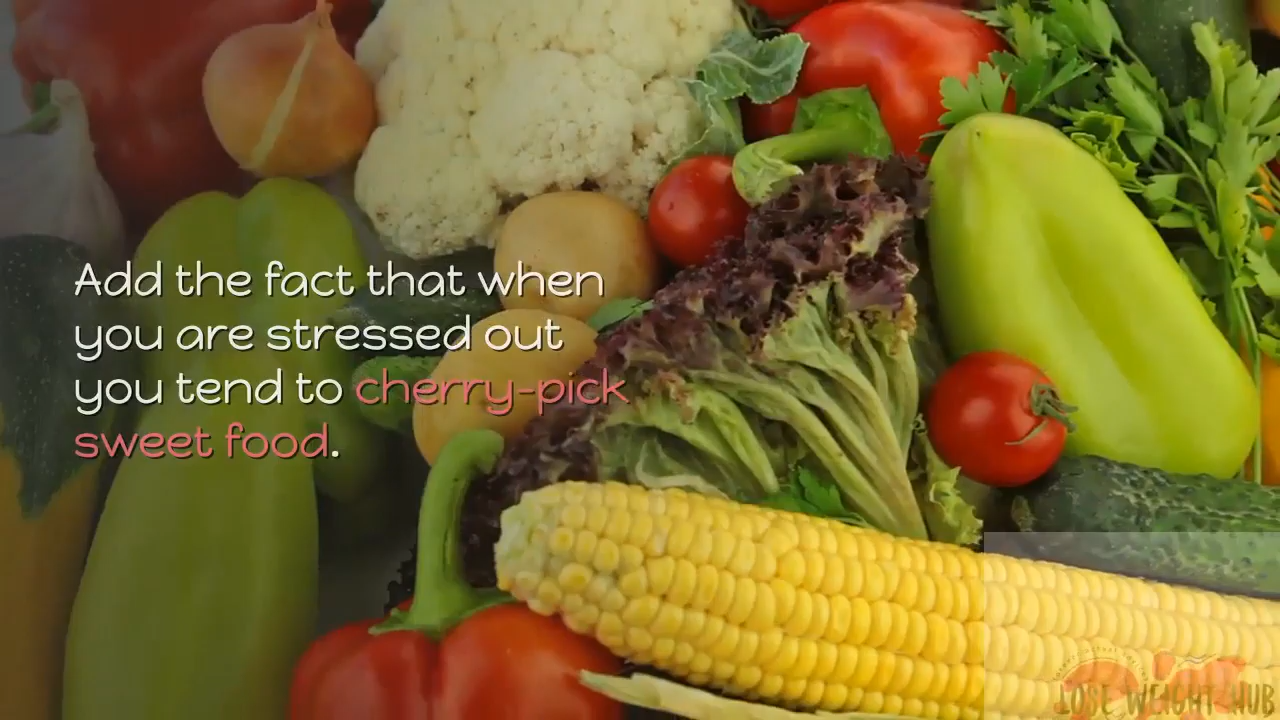 Add the fact that when
you are stressed out
you tend to cherry-pick
sweet food.
LOSE WEIGHT HUB